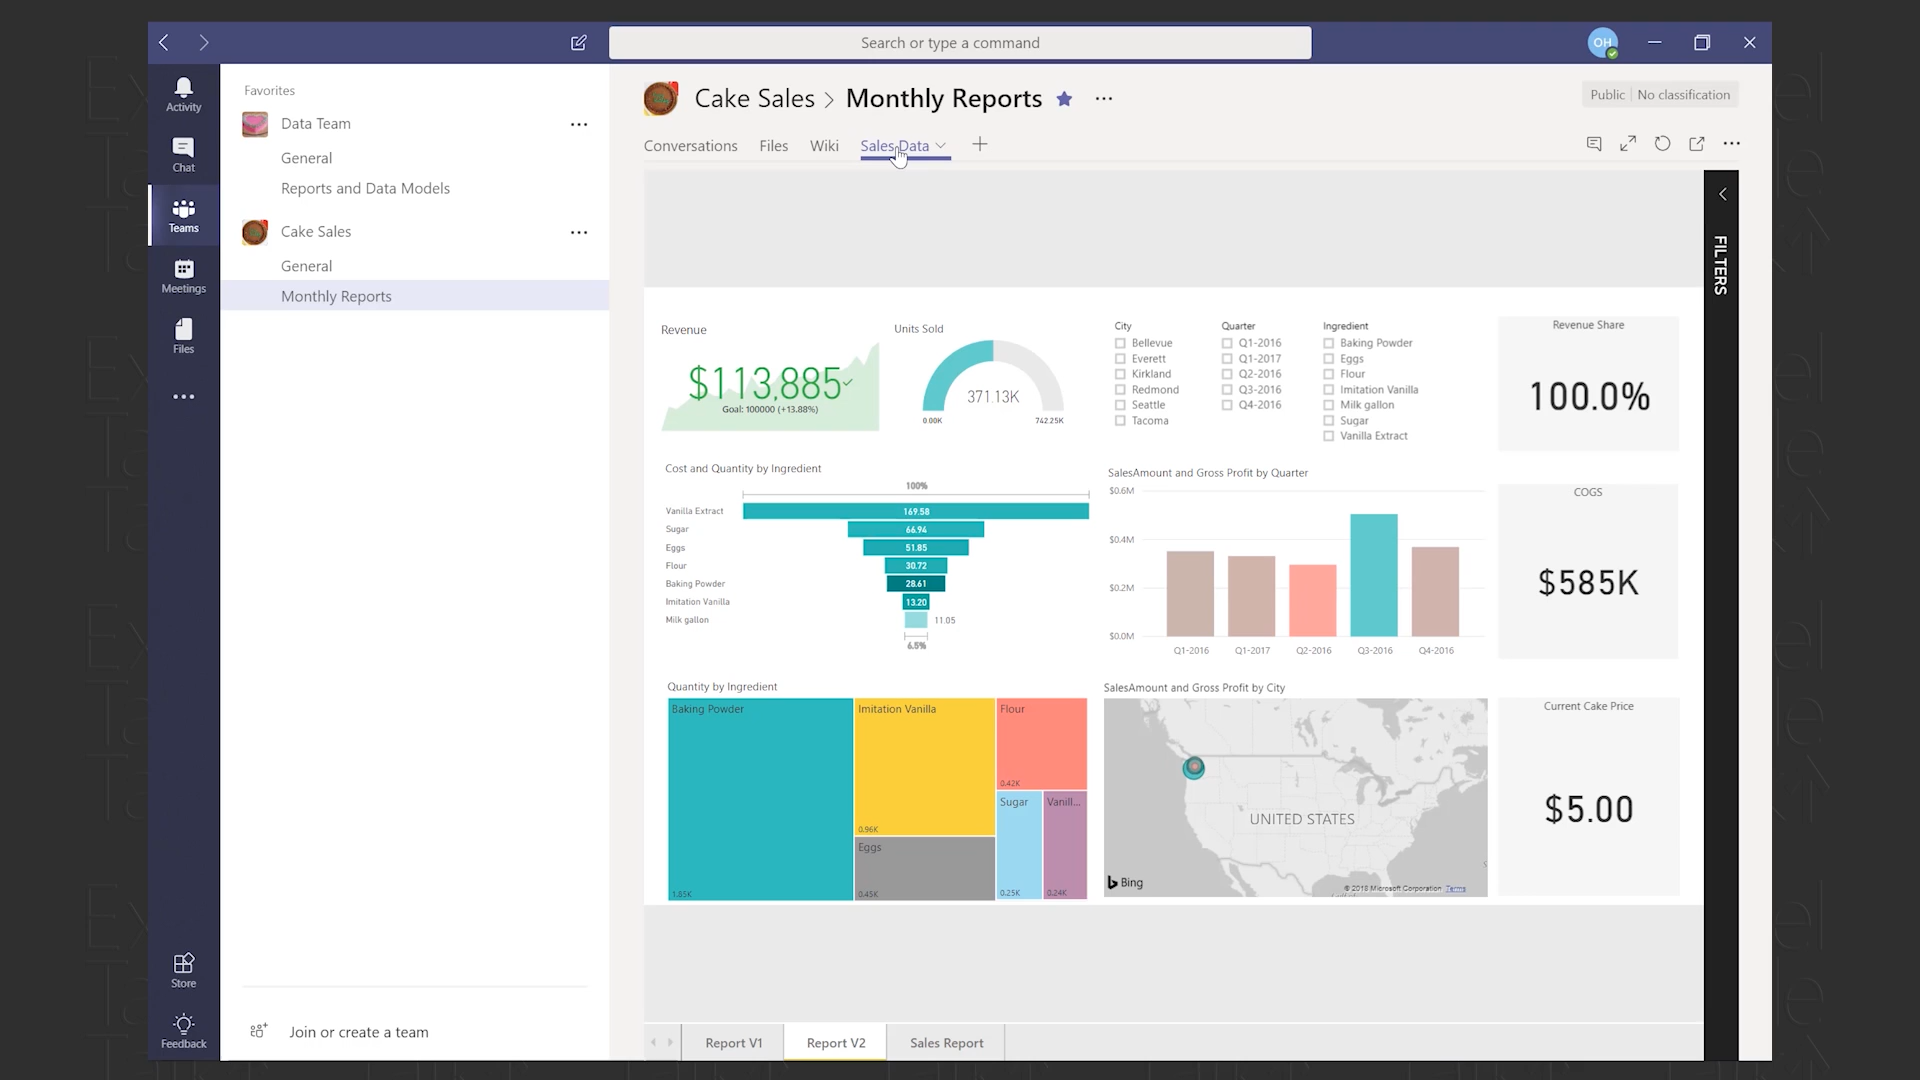 Search or type a command
OH
Activity
Chat
Teams
Meetings
Files
Store
Feedback
Favorites
Data Team
General
Reports and Data Models
Cake Sales
General
Monthly Reports
Join or create a team
Cake Sales > Monthly Reports
Public | No classification
Conversations Files Wiki Sales Data
FILTERS
Revenue
$113,885
Goal: 100000 (+13.88%)
Units Sold
371.13K
0.00K 742.25K
City
Bellevue
Everett
Kirkland
Redmond
Seattle
Tacoma
Quarter
Q1-2016
Q1-2017
Q2-2016
Q3-2016
Q4-2016
Ingredient
Baking Powder
Eggs
Flour
Imitation Vanilla
Milk gallon
Sugar
Vanilla Extract
Revenue Share
100.0%
Cost and Quantity by Ingredient
100%
Vanilla Extract 169.58
Sugar 66.94
Eggs 51.85
Flour 30.72
Baking Powder 28.61
Imitation Vanilla 13.20
Milk gallon 11.05
6.5%
SalesAmount and Gross Profit by Quarter
$0.6M
$0.4M
$0.2M
$0.0M
Q1-2016 Q1-2017 Q2-2016 Q3-2016 Q4-2016
COGS
$585K
Quantity by Ingredient
Baking Powder
1.85K
Imitation Vanilla
0.96K
Eggs
0.45K
Flour
0.42K
Sugar
0.25K
Vanill...
0.24K
SalesAmount and Gross Profit by City
UNITED STATES
Bing
© 2018 Microsoft Corporation Terms
Current Cake Price
$5.00
Report V1 Report V2 Sales Report